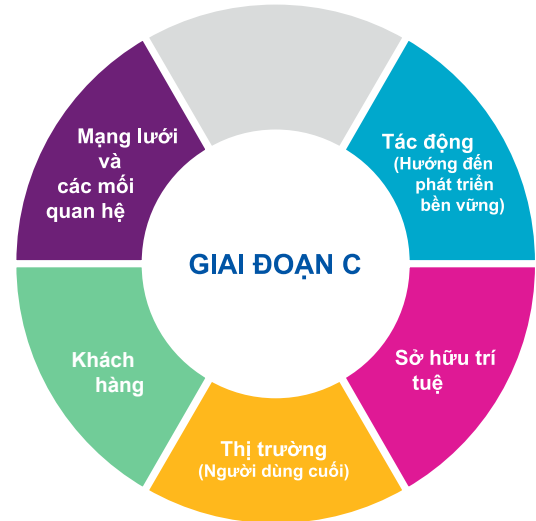 Mạng lưới
và
các mối
quan hệ
Tác động
(Hướng đến
phát triển
bền vững)
GIAI ĐOẠN C
Khách
hàng
Sở hữu trí
tuệ
Thị trường
(Người dùng cuối)